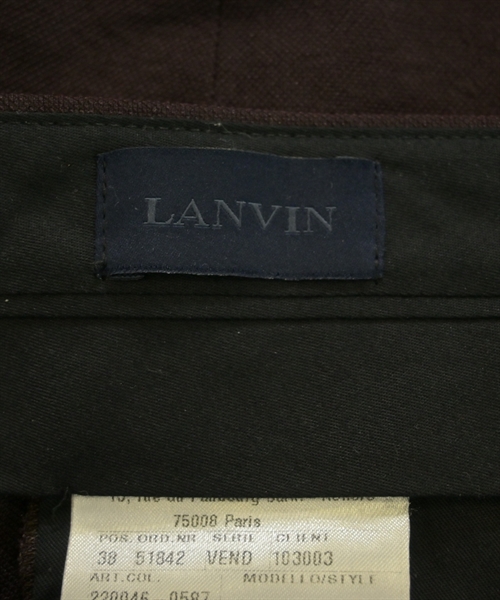 LANVIN
75008 Paris
POS. ORD.NR SERIE CLIENT
38 51842 VEND 103003
ART.COL. MODELLO/STYLE
220046 0587